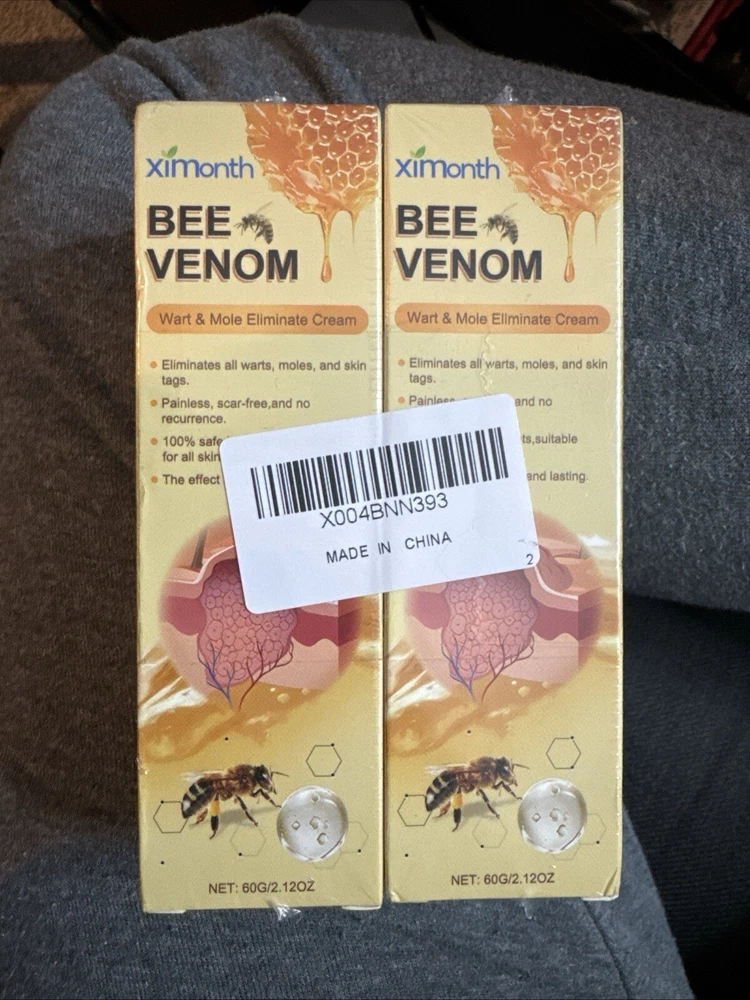 ximonth
BEE
VENOM
Wart & Mole Eliminate Cream
Eliminates all warts, moles, and skin
tags.
Painless, scar-free,and no
recurrence.
100% safe
for all skin
The effect
NET: 60G/2.12OZ
ximonth
BEE
VENOM
Wart & Mole Eliminate Cream
Eliminates all warts, moles, and skin
tags.
Painless, and no
,suitable
and lasting.
NET: 60G/2.12OZ
X004BNN393
MADE IN CHINA
2